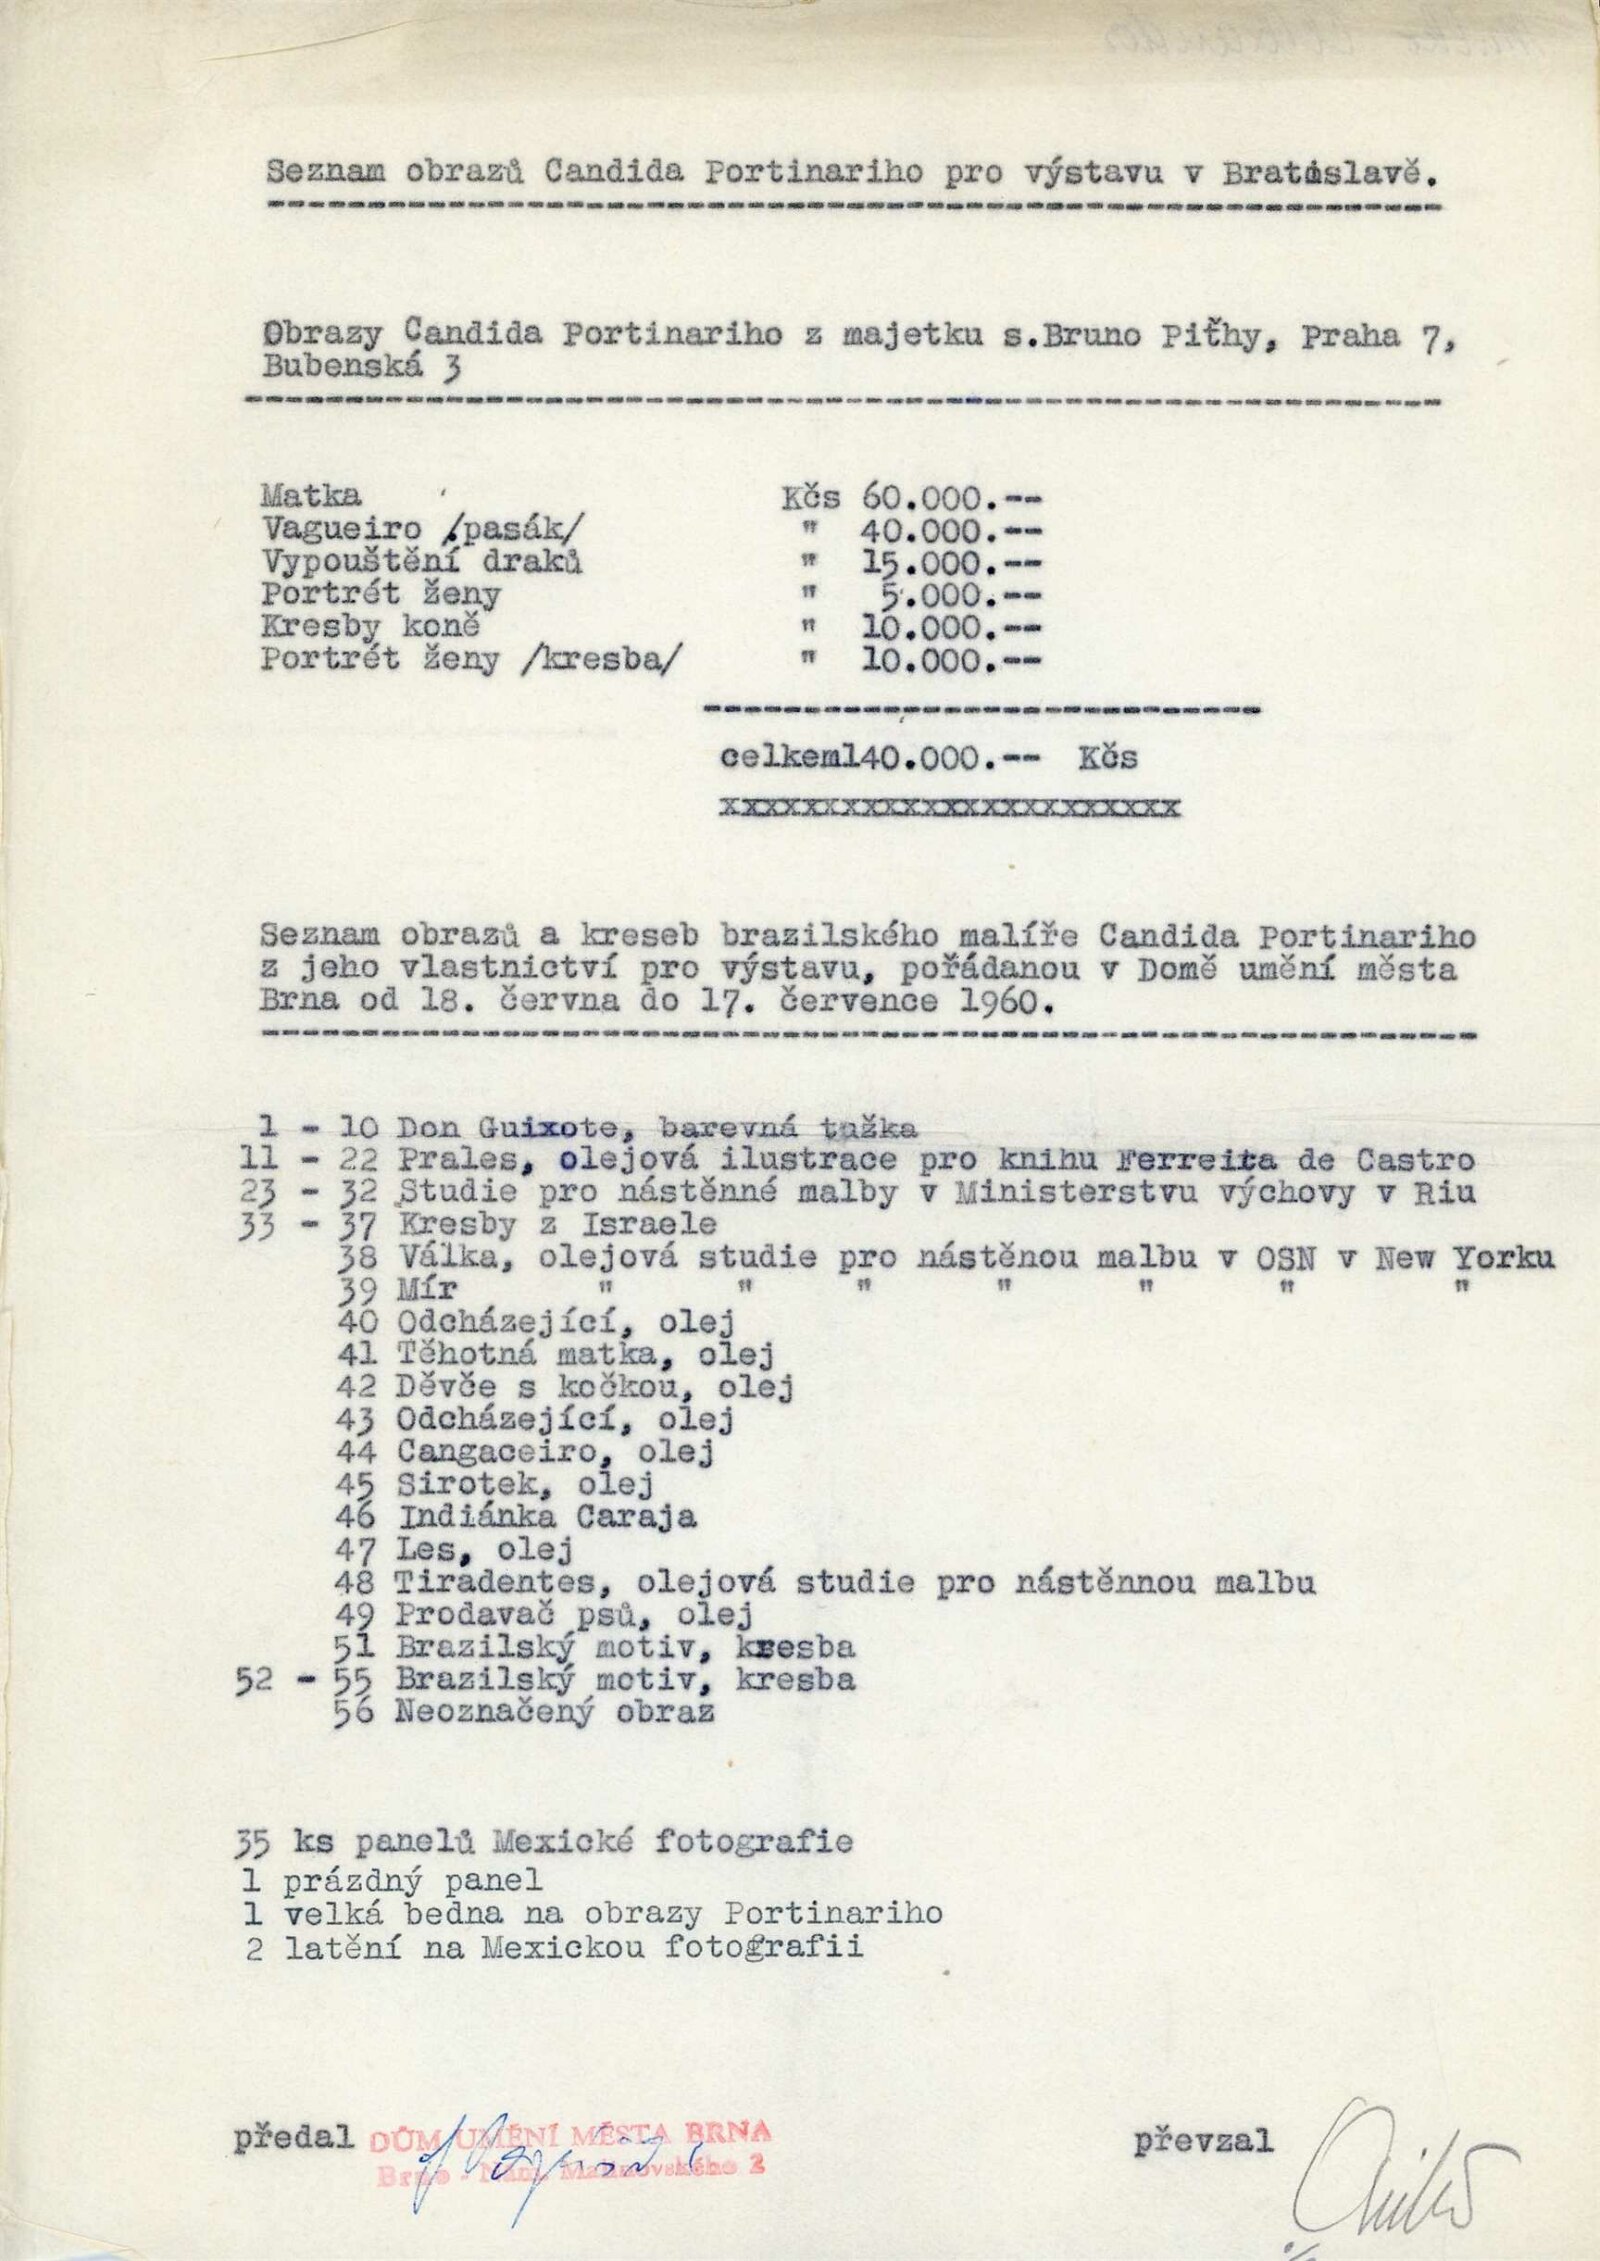 Seznam obrazů Candida Portinariho pro výstavu v Bratislavě.
Obrazy Candida Portinariho z majetku s.Bruno Piťhy, Praha 7,
Bubenská 3
Matka Kčs 60.000.--
Vagueiro /pasák/ " 40.000.--
Vypouštění draků " 15.000.--
Portrét ženy " 5.000.--
Kresby koně " 10.000.--
Portrét ženy /kresba/ " 10.000.--
celkem140.000.-- Kčs
xxxxxxxxxxxxxxxxxxxxxxx
Seznam obrazů a kreseb brazilského malíře Candida Portinariho
z jeho vlastnictví pro výstavu, pořádanou v Domě umění města
Brna od 18. června do 17. července 1960.
1 - 10 Don Guixote, barevná tužka
11 - 22 Prales, olejová ilustrace pro knihu Ferreita de Castro
23 - 32 Studie pro nástěnné malby v Ministerstvu výchovy v Riu
33 - 37 Kresby z Israele
38 Válka, olejová studie pro nástěnou malbu v OSN v New Yorku
39 Mír " " " " " " "
40 Odcházející, olej
41 Těhotná matka, olej
42 Děvče s kočkou, olej
43 Odcházející, olej
44 Cangaceiro, olej
45 Sirotek, olej
46 Indiánka Caraja
47 Les, olej
48 Tiradentes, olejová studie pro nástěnnou malbu
49 Prodavač psů, olej
51 Brazilský motiv, kresba
52 - 55 Brazilský motiv, kresba
56 Neoznačený obraz
35 ks panelů Mexické fotografie
1 prázdný panel
1 velká bedna na obrazy Portinariho
2 latění na Mexickou fotografii
předal DŮM UMĚNÍ MĚSTA BRNA převzal
Brno - Nám. Malinovského 2